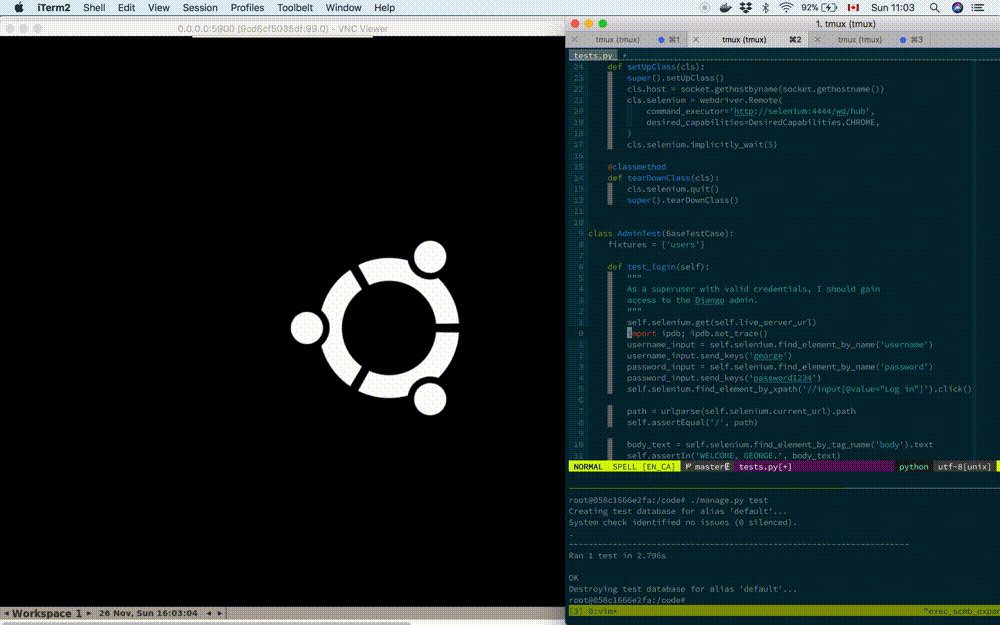 iTerm2 Shell Edit View Session Profiles Toolbelt Window Help 92% Sun 11:03
0.0.0.0:5900 (9cd6cf5035df:99.0) - VNC Viewer
1. tmux (tmux)
tmux (tmux) ⌘1 tmux (tmux) ⌘2 tmux (tmux) ⌘3
tests.py
24 def setUpClass(cls):
23 super().setUpClass()
22 cls.host = socket.gethostbyname(socket.gethostname())
21 cls.selenium = webdriver.Remote(
20 command_executor='http://selenium:4444/wd/hub',
19 desired_capabilities=DesiredCapabilities.CHROME,
18 )
17 cls.selenium.implicitly_wait(5)
16
15 @classmethod
14 def tearDownClass(cls):
13 cls.selenium.quit()
12 super().tearDownClass()
11
10
9 class AdminTest(BaseTestCase):
8 fixtures = ['users']
7
6 def test_login(self):
5 """
4 As a superuser with valid credentials, I should gain
3 access to the Django admin.
2 """
1 self.selenium.get(self.live_server_url)
0 import ipdb; ipdb.set_trace()
1 username_input = self.selenium.find_element_by_name('username')
2 username_input.send_keys('george')
3 password_input = self.selenium.find_element_by_name('password')
4 password_input.send_keys('password1234')
5 self.selenium.find_element_by_xpath('//input[@value="Log in"]').click()
6
7 path = urlparse(self.selenium.current_url).path
8 self.assertEqual('/', path)
9
10 body_text = self.selenium.find_element_by_tag_name('body').text
11 self.assertIn('WELCOME, GEORGE.', body_text)
NORMAL SPELL [EN_CA] master tests.py[+] python utf-8[unix]
root@058c1666e2fa:/code# ./manage.py test
Creating test database for alias 'default'...
System check identified no issues (0 silenced).
.
----------------------------------------------------------------------
Ran 1 test in 2.796s
OK
Destroying test database for alias 'default'...
root@058c1666e2fa:/code#
3] 0:vim* "exec_scmb_expan
Workspace 1 26 Nov, Sun 16:03:04